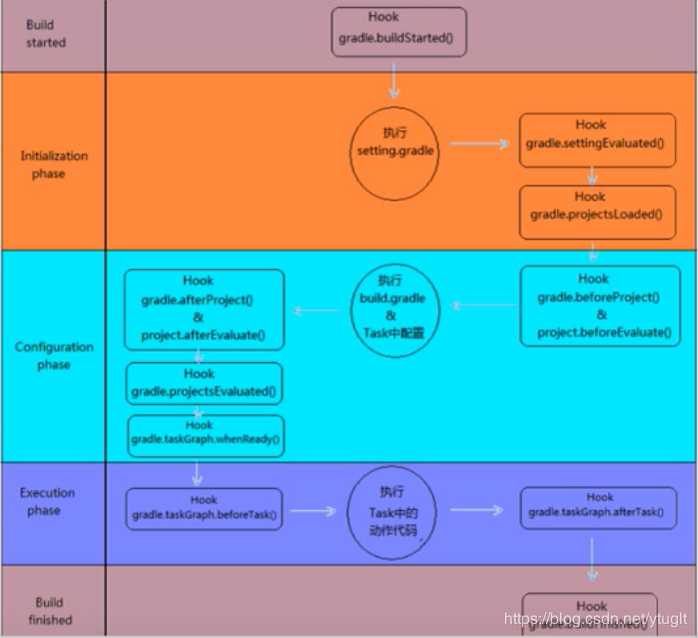 Build
started
Hook
gradle.buildStarted()
Initialization
phase
执行
setting.gradle
Hook
gradle.settingEvaluated()
Hook
gradle.projectsLoaded()
Configuration
phase
Hook
gradle.beforeProject()
&
project.beforeEvaluate()
执行
build.gradle
&
Task中配置
Hook
gradle.afterProject()
&
project.afterEvaluate()
Hook
gradle.projectsEvaluated()
Hook
gradle.taskGraph.whenReady()
Execution
phase
Hook
gradle.taskGraph.beforeTask()
执行
Task中的
动作代码
Hook
gradle.taskGraph.afterTask()
Build
finished
Hook
gradle.buildFinished()
https://blog.csdn.net/ytuglt